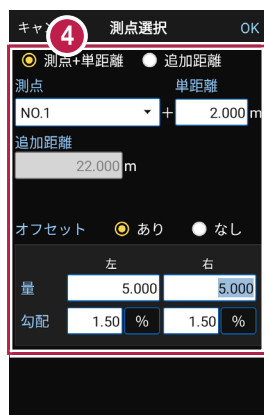 キャ 測点選択 OK
4
測点+単距離 追加距離
測点 単距離
NO.1 + 2.000 m
追加距離
22.000 m
オフセット あり なし
左 右
量 5.000 5.000
勾配 1.50 % 1.50 %